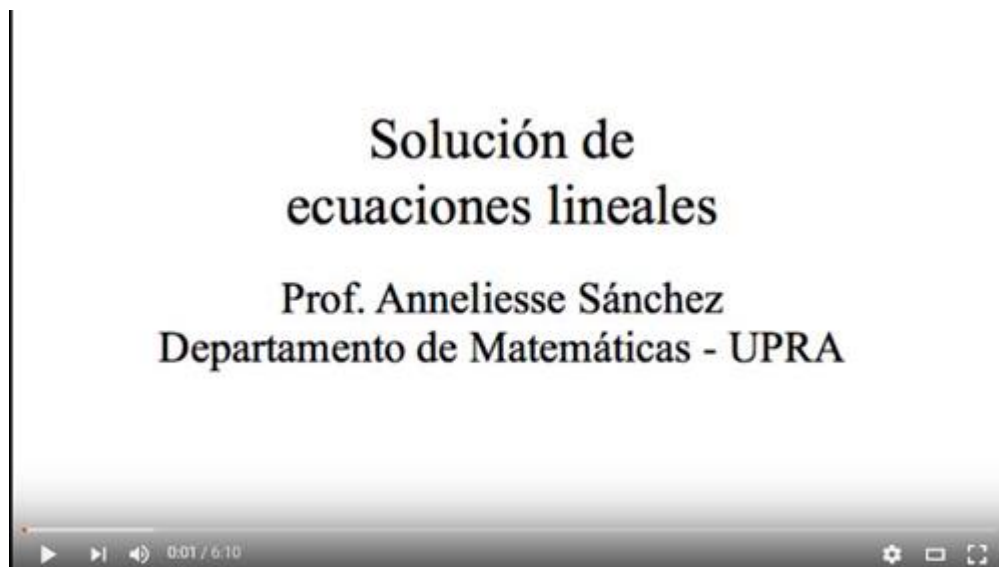 Solución de
ecuaciones lineales
Prof. Anneliesse Sánchez
Departamento de Matemáticas - UPRA
0:01 / 6:10